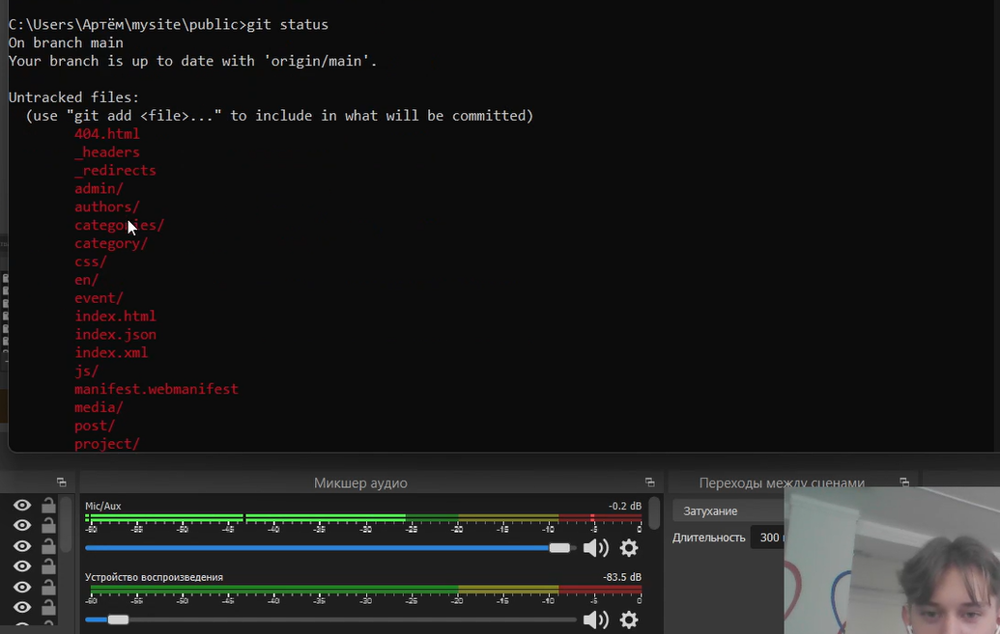 C:\Users\Артём\mysite\public>git status
On branch main
Your branch is up to date with 'origin/main'.
Untracked files:
(use "git add <file>..." to include in what will be committed)
404.html
_headers
_redirects
admin/
authors/
categories/
category/
css/
en/
event/
index.html
index.json
index.xml
js/
manifest.webmanifest
media/
post/
project/
Микшер аудио
Переходы между сценами
Mic/Aux
-0.2 dB
-60 -55 -50 -45 -40 -35 -30 -25 -20 -15 -10 -5 0
Затухание
Длительность 300
Устройство воспроизведения
-83.5 dB
-60 -55 -50 -45 -40 -35 -30 -25 -20 -15 -10 -5 0